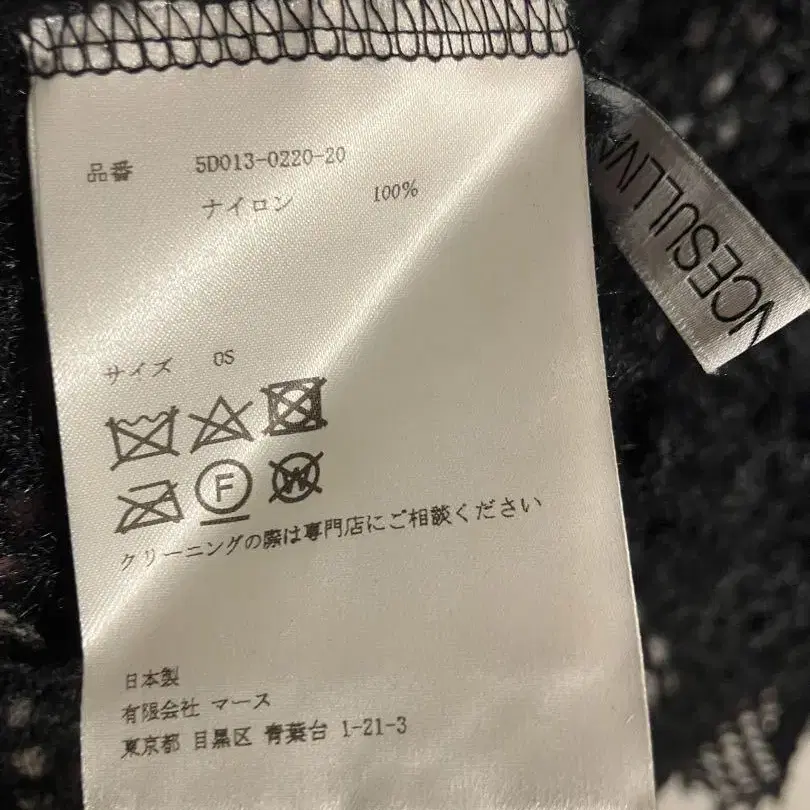 品番 5D013-0220-20
ナイロン 100%
サイズ OS
F
W
クリーニングの際は専門店にご相談ください
日本製
有限会社 マース
東京都 目黒区 青葉台 1-21-3
NCESULLIVA